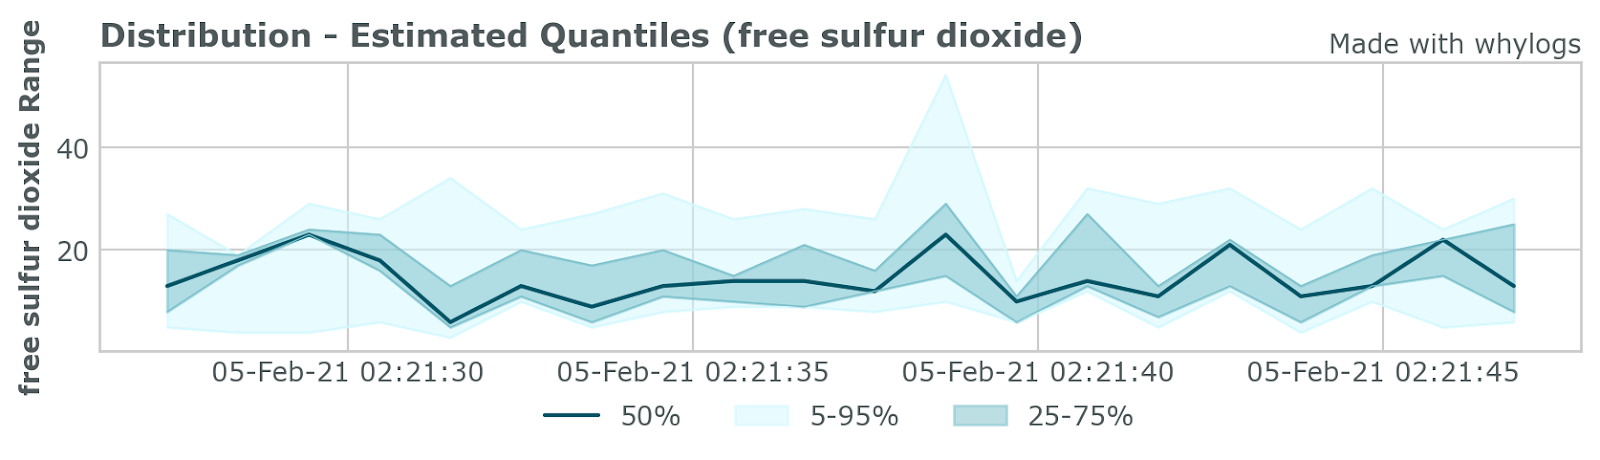 Distribution - Estimated Quantiles (free sulfur dioxide)
Made with whylogs
free sulfur dioxide Range
40
20
05-Feb-21 02:21:30 05-Feb-21 02:21:35 05-Feb-21 02:21:40 05-Feb-21 02:21:45
50% 5-95% 25-75%